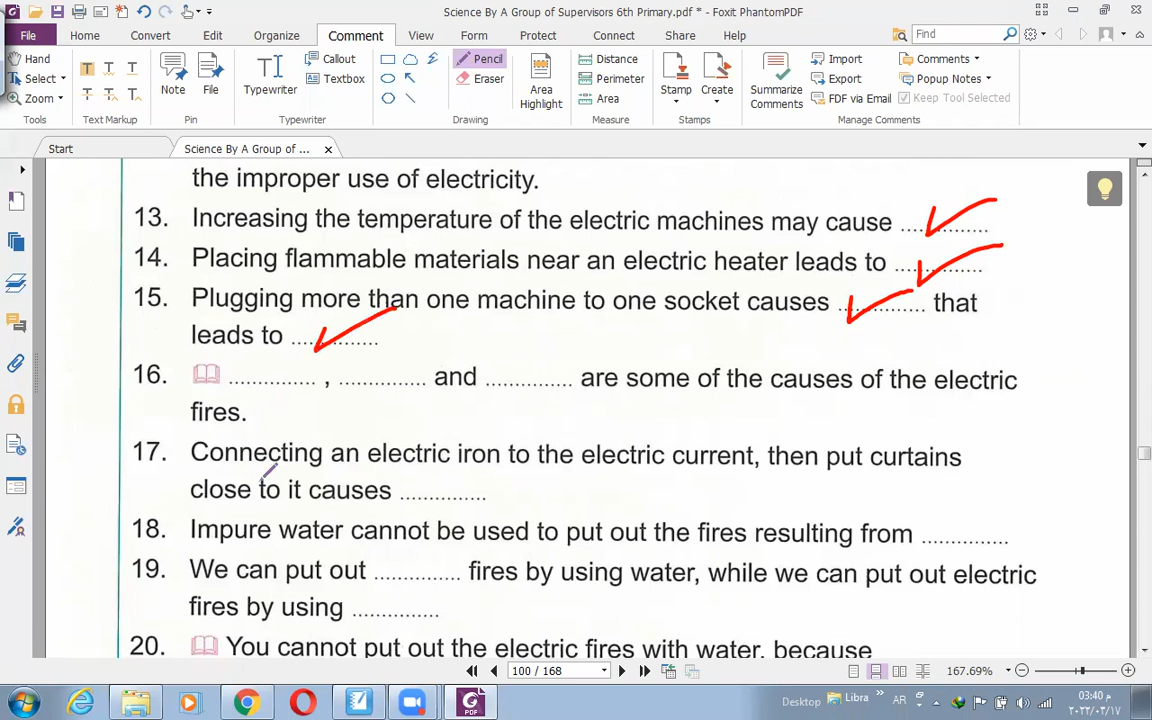 Science By A Group of Supervisors 6th Primary.pdf * - Foxit PhantomPDF
File Home Convert Edit Organize Comment View Form Protect Connect Share Help Find
Hand Select Zoom Tools
Text Markup
Note File Pin
Typewriter Callout Textbox Typewriter
Pencil Eraser Drawing
Area Highlight Distance Perimeter Area Measure
Stamp Create Stamps
Summarize Comments Import Export FDF via Email Comments Popup Notes Keep Tool Selected Manage Comments
Start Science By A Group of ...
the improper use of electricity.
13. Increasing the temperature of the electric machines may cause ...............
14. Placing flammable materials near an electric heater leads to ...............
15. Plugging more than one machine to one socket causes ............... that
leads to ...............
16. ............... , ............... and ............... are some of the causes of the electric
fires.
17. Connecting an electric iron to the electric current, then put curtains
close to it causes ...............
18. Impure water cannot be used to put out the fires resulting from ...............
19. We can put out ............... fires by using water, while we can put out electric
fires by using ...............
20. You cannot put out the electric fires with water, because
100 / 168 167.69%
Desktop Libra AR 03:40 م
٢٠٢٢/٠٣/١٧